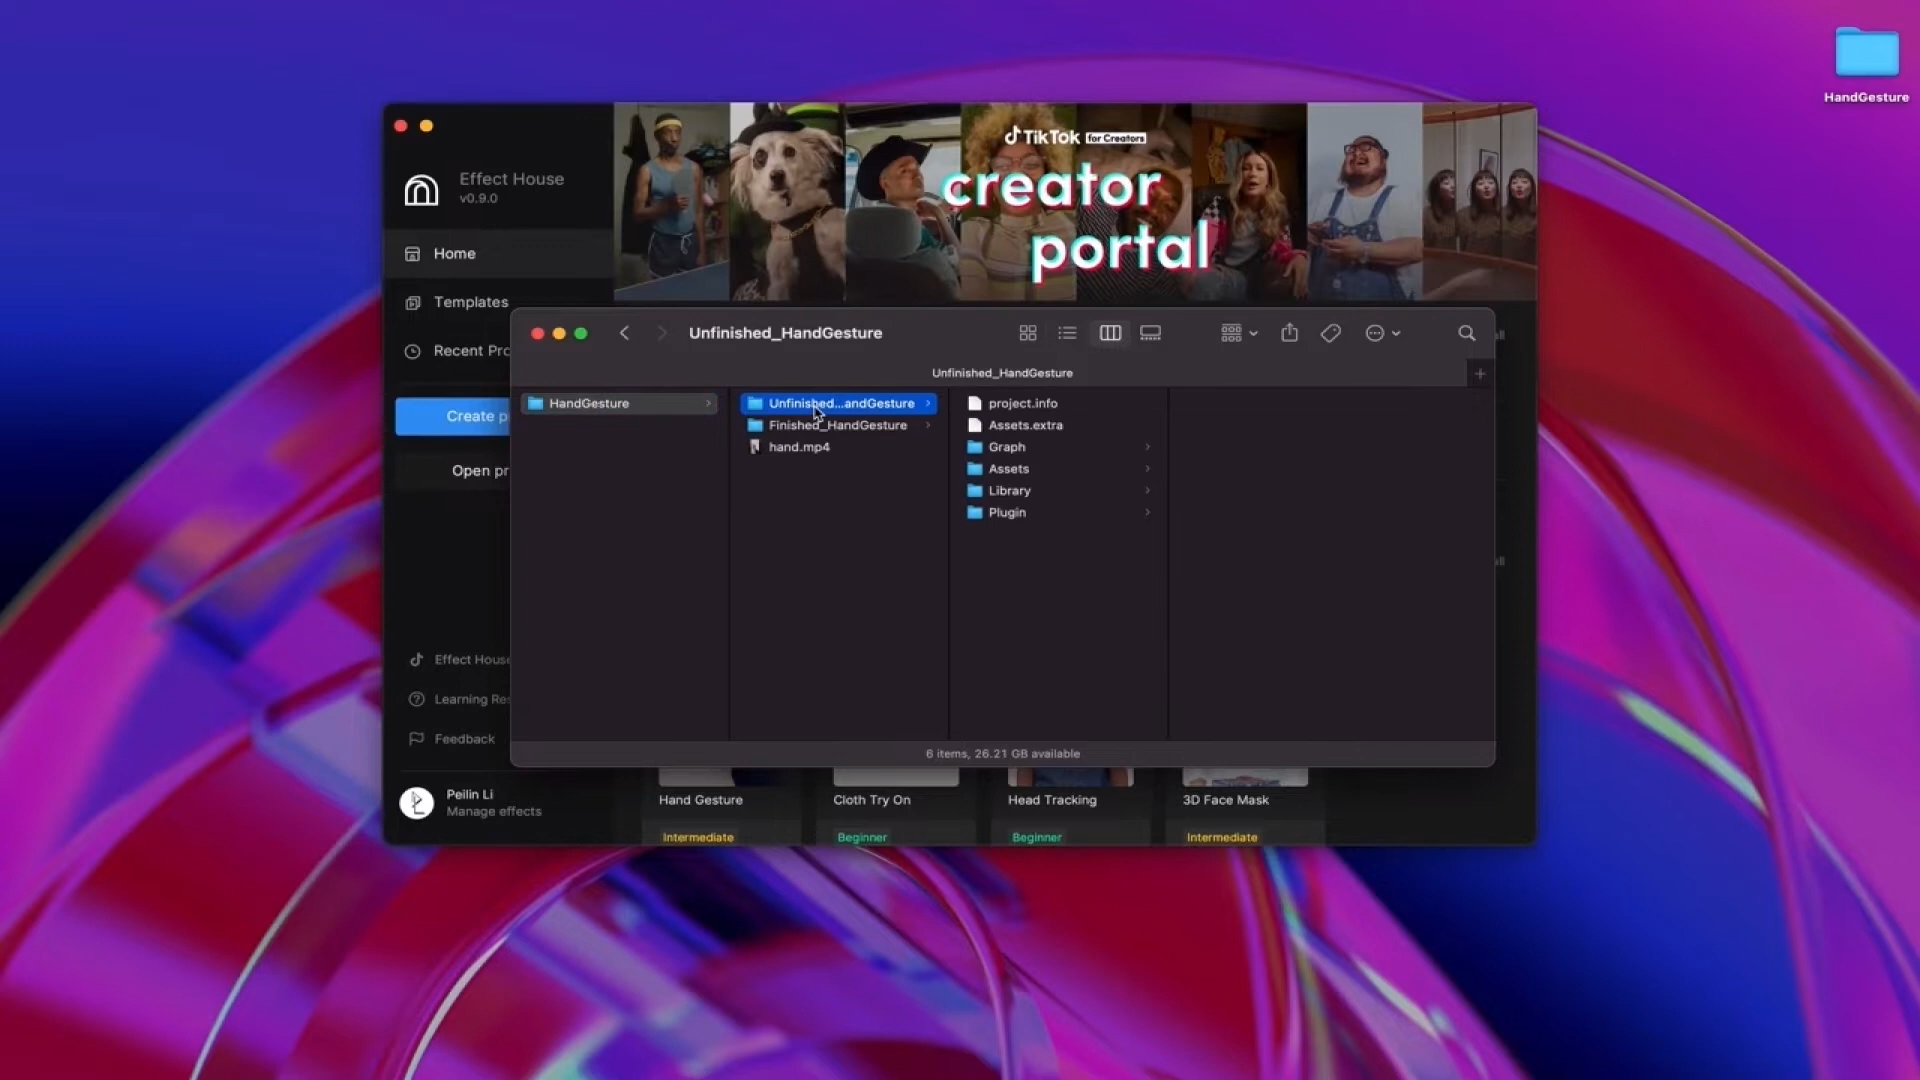 HandGesture
TikTok for Creators
creator
portal
Effect House
v0.9.0
Home
Templates
Recent Pro
Create p
Open pr
Effect House
Learning Res
Feedback
Peilin Li
Manage effects
Unfinished_HandGesture
Unfinished_HandGesture
HandGesture
Unfinished...andGesture
Finished_HandGesture
hand.mp4
project.info
Assets.extra
Graph
Assets
Library
Plugin
6 items, 26.21 GB available
Hand Gesture
Cloth Try On
Head Tracking
3D Face Mask
Intermediate
Beginner
Beginner
Intermediate